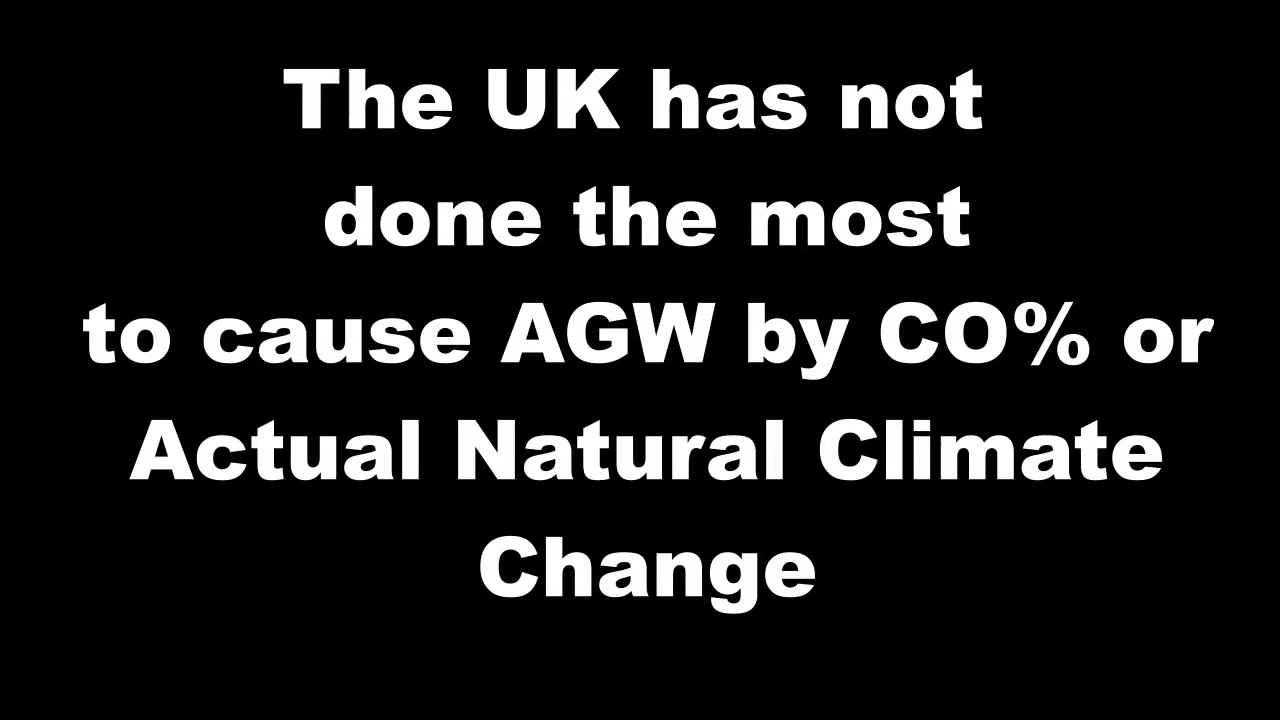 The UK has not
done the most
to cause AGW by CO% or
Actual Natural Climate
Change